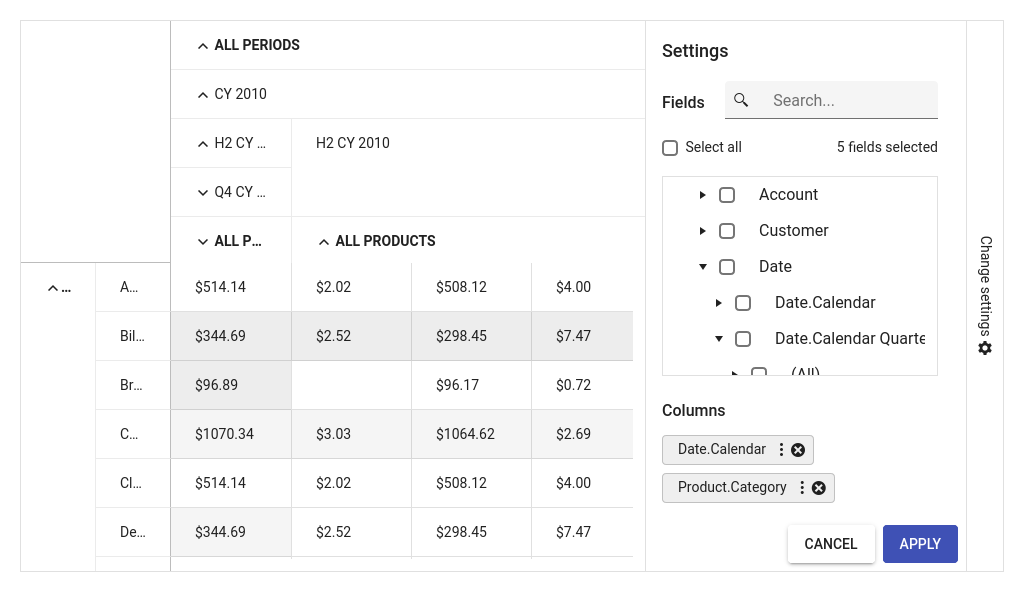 ALL PERIODS
CY 2010
H2 CY ... H2 CY 2010
Q4 CY ...
ALL P... ALL PRODUCTS
... A... $514.14 $2.02 $508.12 $4.00
Bil... $344.69 $2.52 $298.45 $7.47
Br... $96.89 $96.17 $0.72
C... $1070.34 $3.03 $1064.62 $2.69
Cl... $514.14 $2.02 $508.12 $4.00
De... $344.69 $2.52 $298.45 $7.47
Settings
Fields Search...
Select all 5 fields selected
Account
Customer
Date
Date.Calendar
Date.Calendar Quarte
(All)
Columns
Date.Calendar
Product.Category
CANCEL APPLY
Change settings